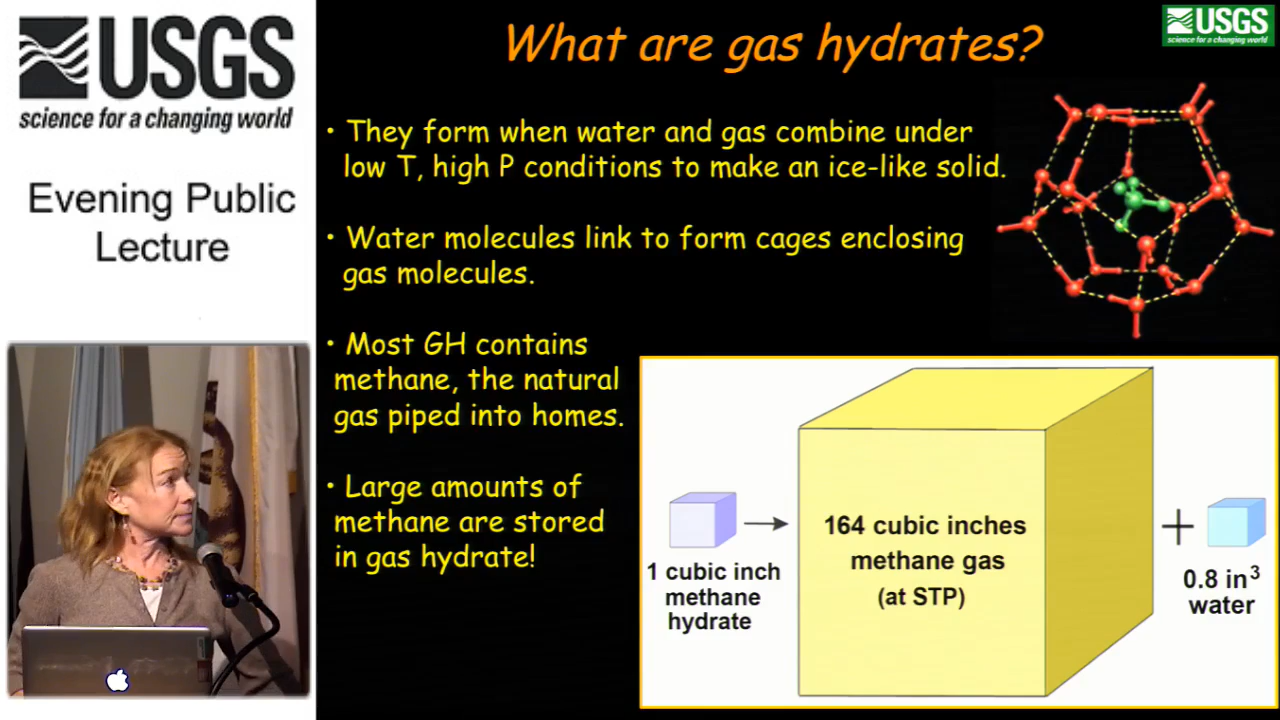 USGS
science for a changing world
Evening Public
Lecture
What are gas hydrates?
USGS
science for a changing world
• They form when water and gas combine under
low T, high P conditions to make an ice-like solid.
• Water molecules link to form cages enclosing
gas molecules.
• Most GH contains
methane, the natural
gas piped into homes.
• Large amounts of
methane are stored
in gas hydrate!
1 cubic inch
methane
hydrate
164 cubic inches
methane gas
(at STP)
+
0.8 in³
water